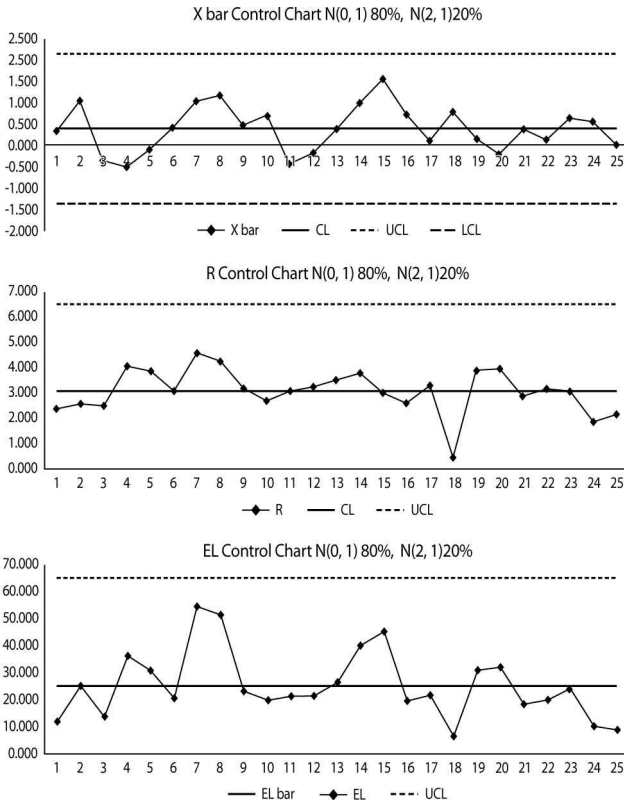 X bar Control Chart N(0, 1) 80%, N(2, 1)20%
2.500
2.500
1.000
0.500
0.000
-0.500
-1.000
-1.500
-2.000
1 2 3 4 5 6 7 8 9 10 11 12 13 14 15 16 17 18 19 20 21 22 23 24 25
X bar CL UCL LCL
R Control Chart N(0, 1) 80%, N(2, 1)20%
7.000
6.000
5.000
4.000
3.000
2.000
1.000
0.000
1 2 3 4 5 6 7 8 9 10 11 12 13 14 15 16 17 18 19 20 21 22 23 24 25
R CL UCL
EL Control Chart N(0, 1) 80%, N(2, 1)20%
70.000
60.000
50.000
40.000
30.000
20.000
10.000
0.000
1 2 3 4 5 6 7 8 9 10 11 12 13 14 15 16 17 18 19 20 21 22 23 24 25
EL bar EL UCL